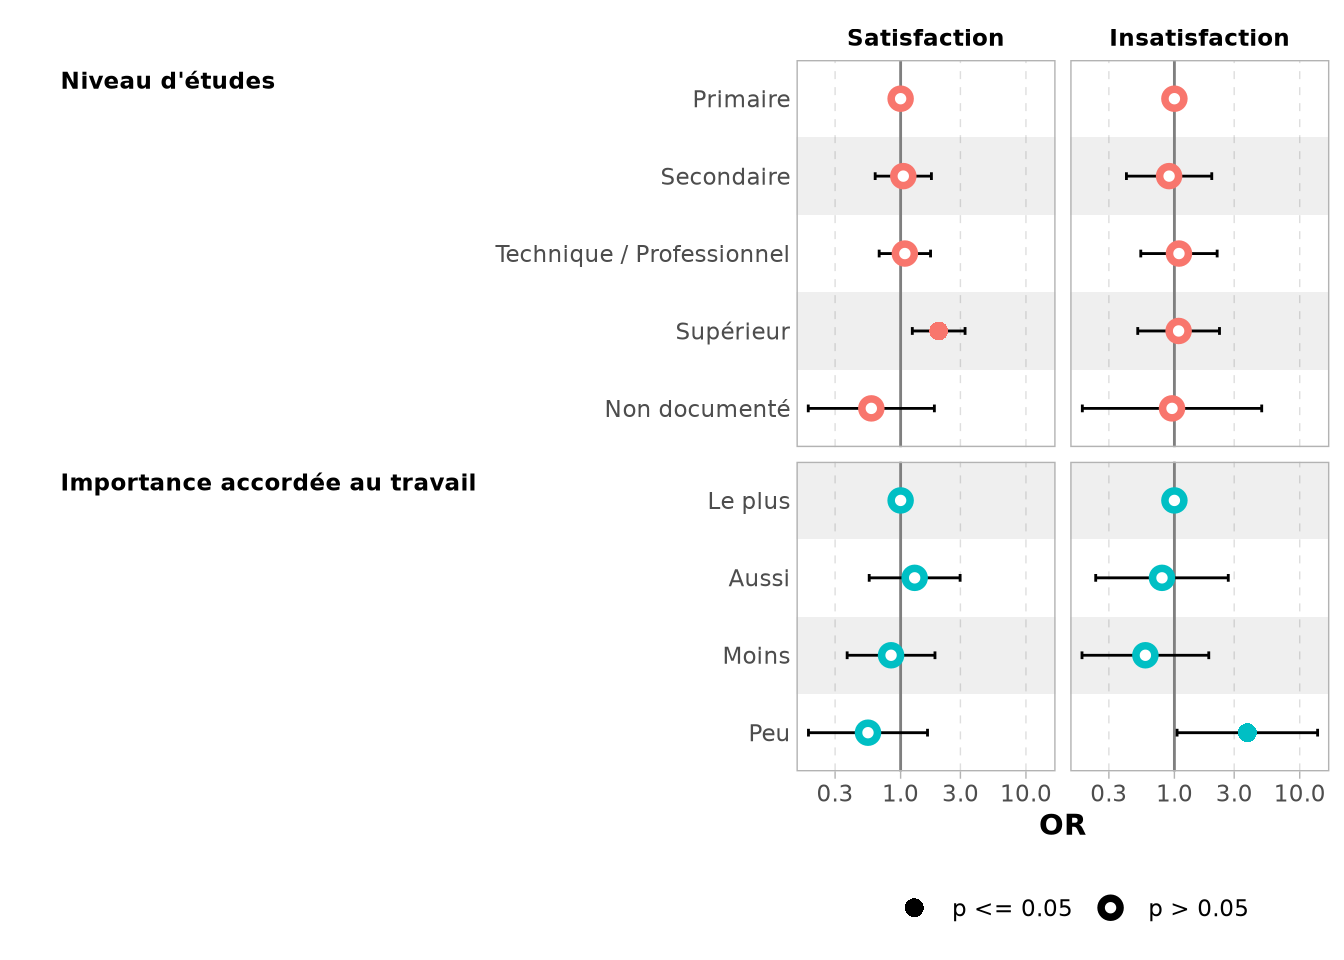 Satisfaction Insatisfaction
Niveau d'études
Primaire
Secondaire
Technique / Professionnel
Supérieur
Non documenté
Importance accordée au travail
Le plus
Aussi
Moins
Peu
0.3 1.0 3.0 10.0 0.3 1.0 3.0 10.0
OR
p <= 0.05 p > 0.05